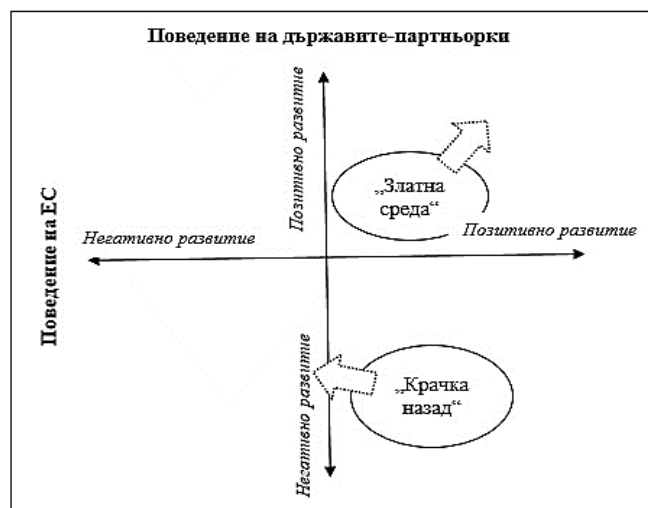 Поведение на държавите-партньорки
Поведение на ЕС
Позитивно развитие
„Златна
среда“
Негативно развитие
Позитивно развитие
Негативно развитие
„Крачка
назад“